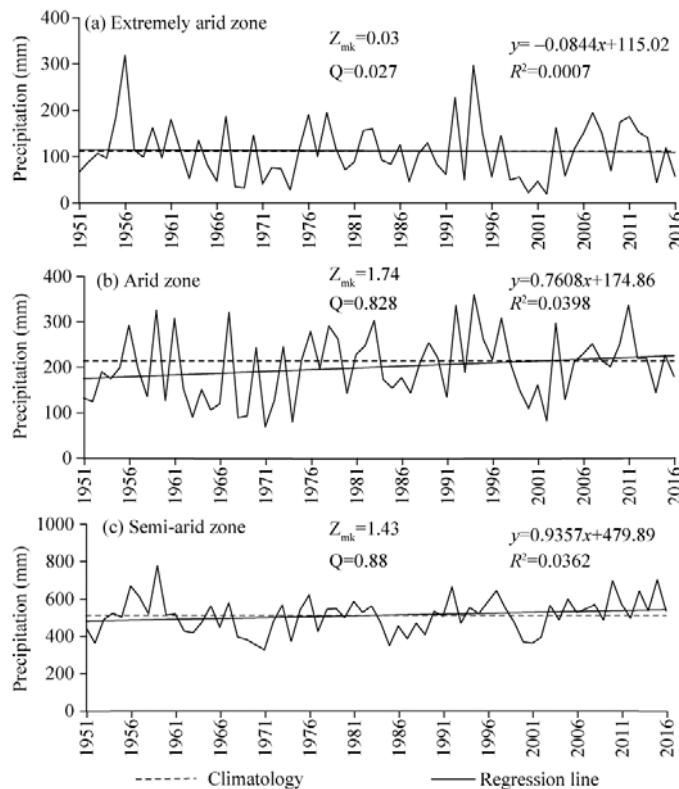 (a) Extremely arid zone
Z_mk=0.03
y= −0.0844x+115.02
Q=0.027
R²=0.0007
Precipitation (mm)
400
300
200
100
0
1951 1956 1961 1966 1971 1976 1981 1986 1991 1996 2001 2006 2011 2016
(b) Arid zone
Z_mk=1.74
y=0.7608x+174.86
Q=0.828
R²=0.0398
Precipitation (mm)
400
300
200
100
0
1951 1956 1961 1966 1971 1976 1981 1986 1991 1996 2001 2006 2011 2016
(c) Semi-arid zone
Z_mk=1.43
y=0.9357x+479.89
Q=0.88
R²=0.0362
Precipitation (mm)
1000
800
600
400
200
0
1951 1956 1961 1966 1971 1976 1981 1986 1991 1996 2001 2006 2011 2016
Climatology
Regression line